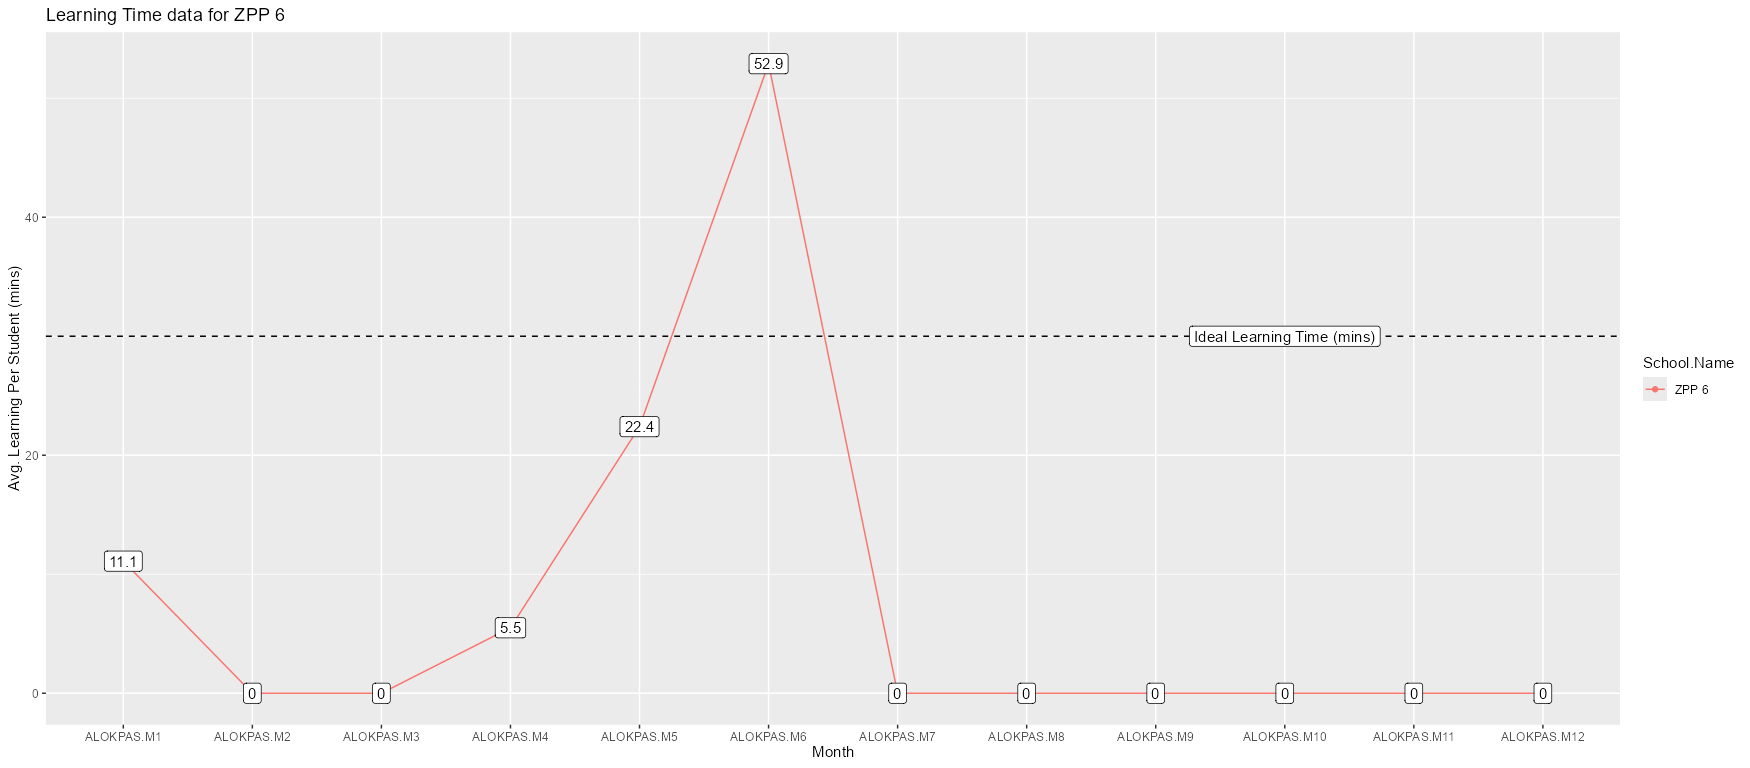 Learning Time data for ZPP 6
52.9
40
Ideal Learning Time (mins)
Avg. Learning Per Student (mins)
School.Name
ZPP 6
22.4
20
11.1
5.5
0
0 0 0 0 0 0 0 0
ALOKPAS.M1 ALOKPAS.M2 ALOKPAS.M3 ALOKPAS.M4 ALOKPAS.M5 ALOKPAS.M6 ALOKPAS.M7 ALOKPAS.M8 ALOKPAS.M9 ALOKPAS.M10 ALOKPAS.M11 ALOKPAS.M12
Month